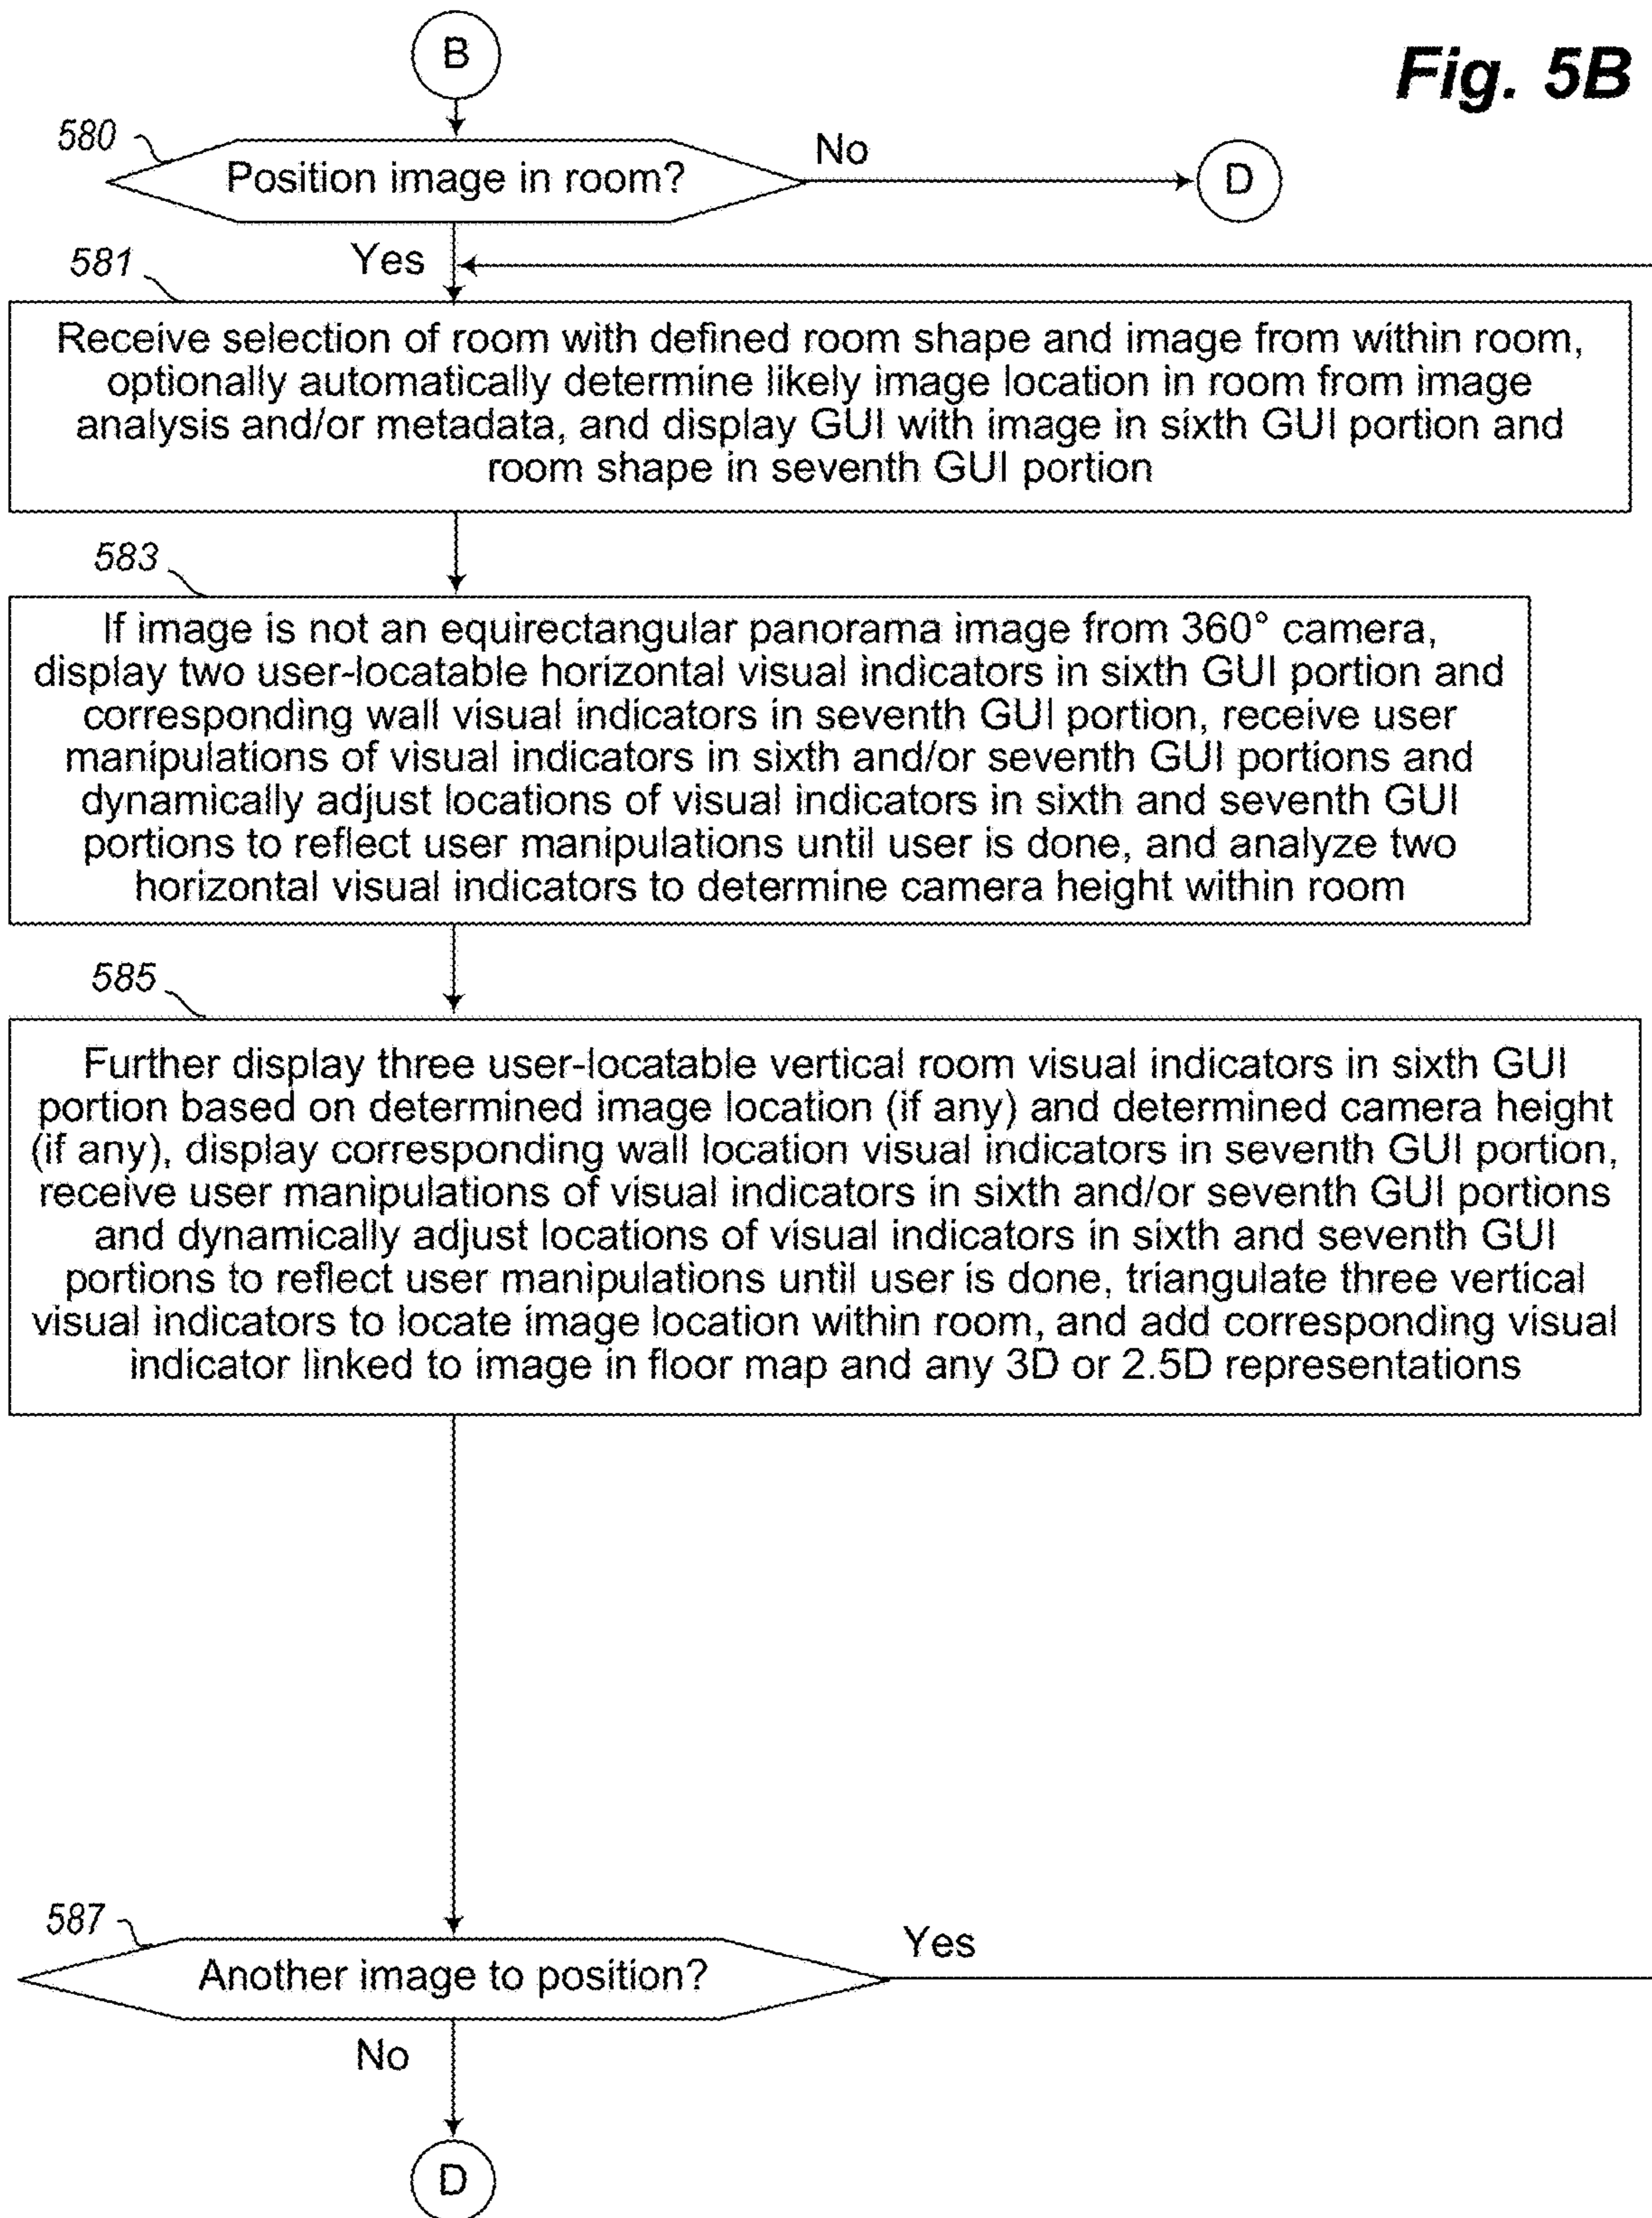 B
Fig. 5B
580
Position image in room?
No
D
581
Yes
Receive selection of room with defined room shape and image from within room,
optionally automatically determine likely image location in room from image
analysis and/or metadata, and display GUI with image in sixth GUI portion and
room shape in seventh GUI portion
583
If image is not an equirectangular panorama image from 360° camera,
display two user-locatable horizontal visual indicators in sixth GUI portion and
corresponding wall visual indicators in seventh GUI portion, receive user
manipulations of visual indicators in sixth and/or seventh GUI portions and
dynamically adjust locations of visual indicators in sixth and seventh GUI
portions to reflect user manipulations until user is done, and analyze two
horizontal visual indicators to determine camera height within room
585
Further display three user-locatable vertical room visual indicators in sixth GUI
portion based on determined image location (if any) and determined camera height
(if any), display corresponding wall location visual indicators in seventh GUI portion,
receive user manipulations of visual indicators in sixth and/or seventh GUI portions
and dynamically adjust locations of visual indicators in sixth and seventh GUI
portions to reflect user manipulations until user is done, triangulate three vertical
visual indicators to locate image location within room, and add corresponding visual
indicator linked to image in floor map and any 3D or 2.5D representations
587
Another image to position?
Yes
No
D